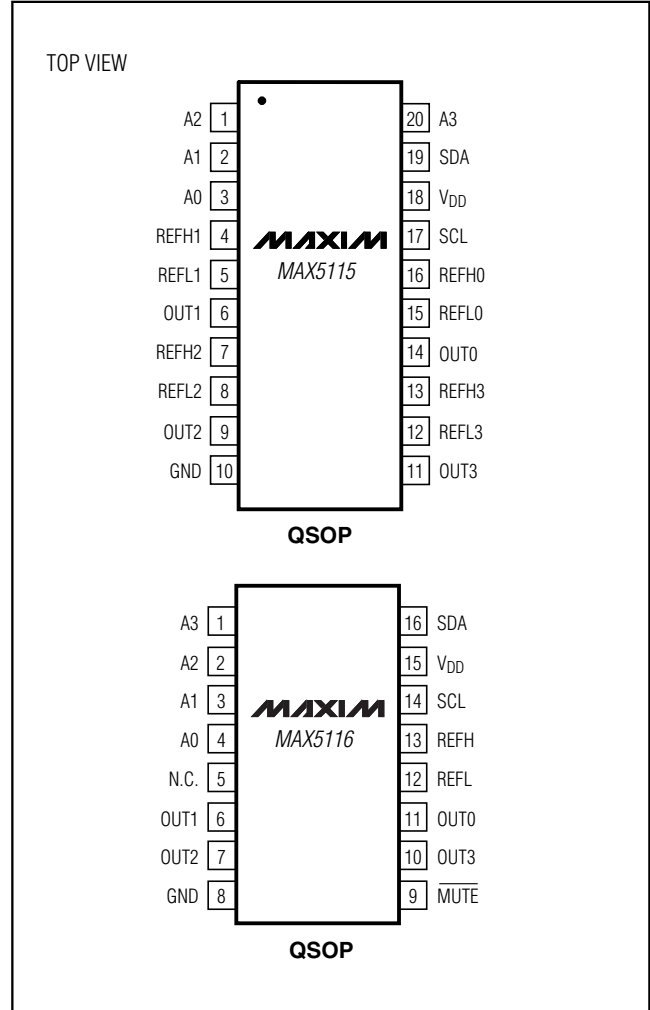 TOP VIEW
A2 1
20 A3
A1 2
19 SDA
A0 3
18 VDD
REFH1 4
MAXIM
17 SCL
REFL1 5
MAX5115
16 REFH0
OUT1 6
15 REFL0
REFH2 7
14 OUT0
REFL2 8
13 REFH3
OUT2 9
12 REFL3
GND 10
11 OUT3
QSOP
A3 1
16 SDA
A2 2
15 VDD
A1 3
MAXIM
14 SCL
A0 4
MAX5116
13 REFH
N.C. 5
12 REFL
OUT1 6
11 OUT0
OUT2 7
10 OUT3
GND 8
9 MUTE
QSOP